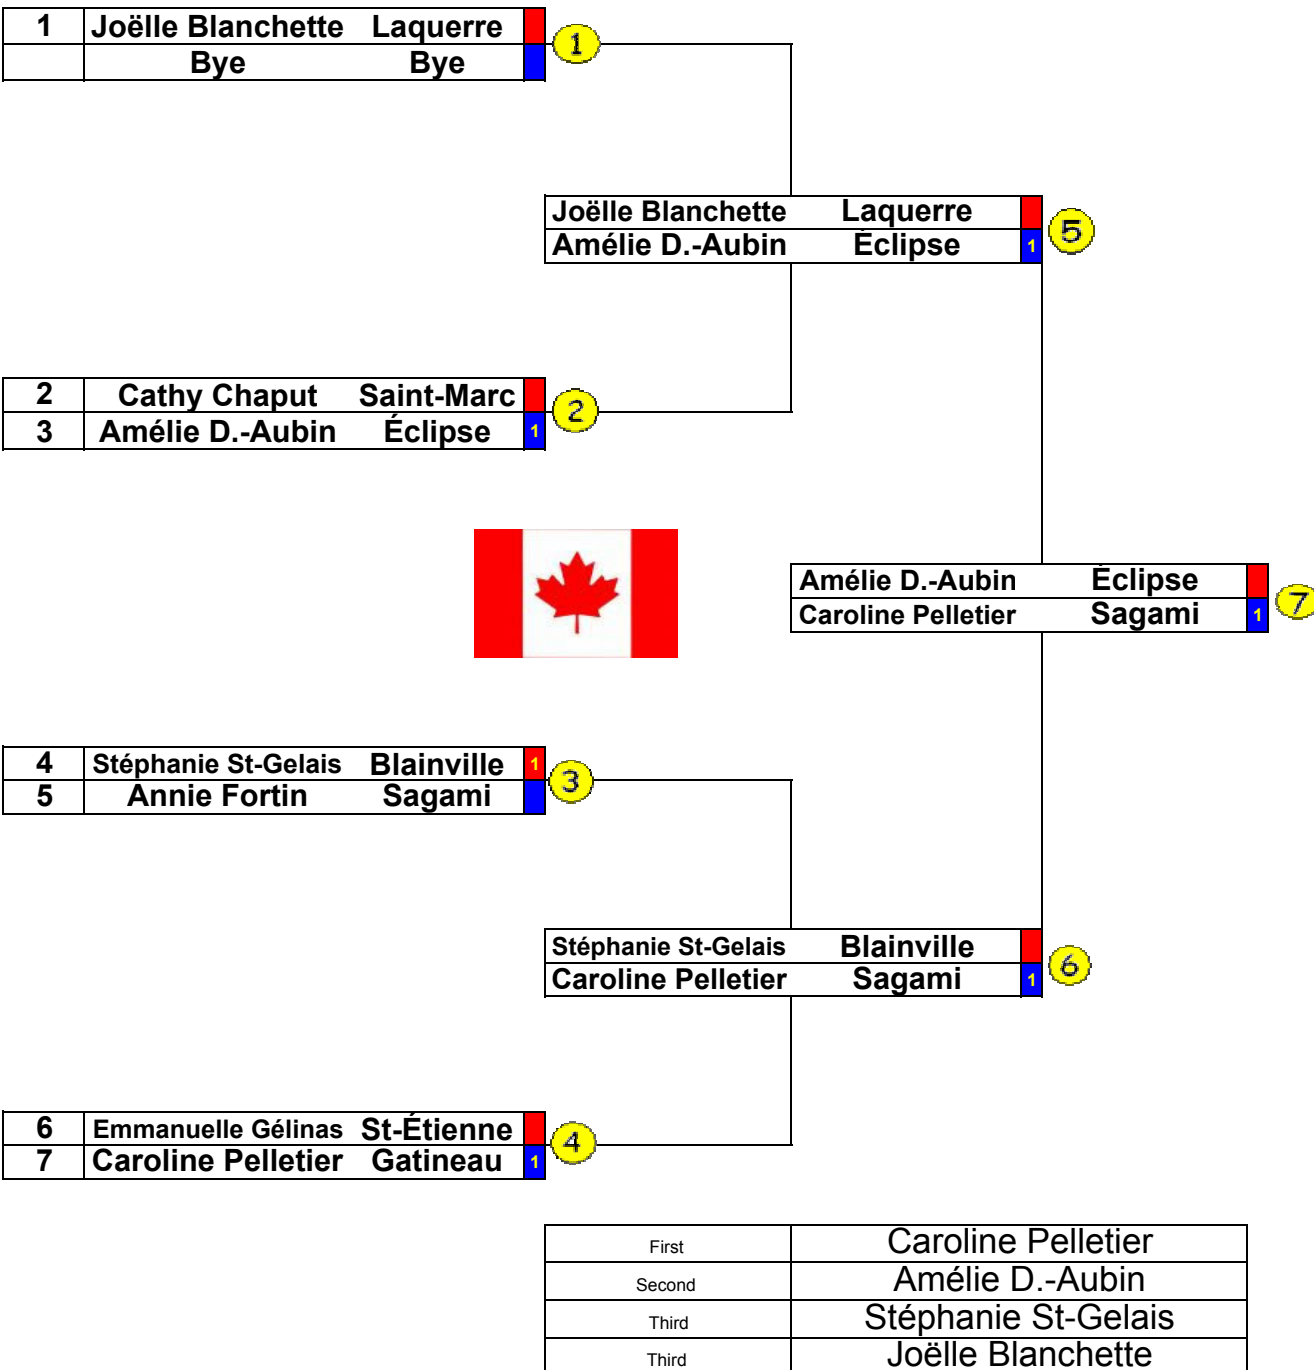 1 Joëlle Blanchette Laquerre
Bye Bye
1
Joëlle Blanchette Laquerre
Amélie D.-Aubin Éclipse 1
5
2 Cathy Chaput Saint-Marc
3 Amélie D.-Aubin Éclipse 1
2
Amélie D.-Aubin Éclipse
Caroline Pelletier Sagami 1
7
4 Stéphanie St-Gelais Blainville 1
5 Annie Fortin Sagami
3
Stéphanie St-Gelais Blainville
Caroline Pelletier Sagami 1
6
6 Emmanuelle Gélinas St-Étienne
7 Caroline Pelletier Gatineau 1
4
First Caroline Pelletier
Second Amélie D.-Aubin
Third Stéphanie St-Gelais
Third Joëlle Blanchette